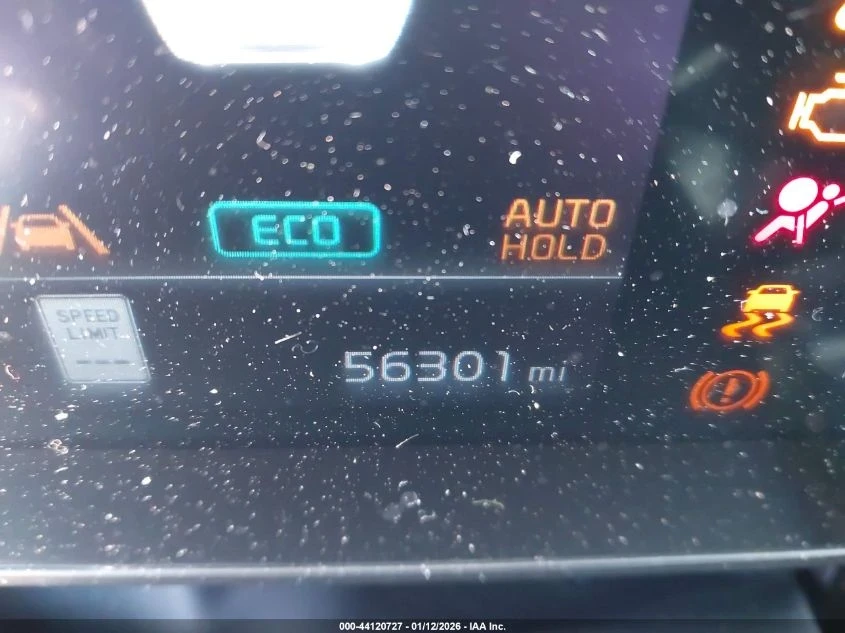 ECO
AUTO
HOLD
SPEED
LIMIT
---
56301 mi
000-44120727 - 01/12/2026 - IAA Inc.